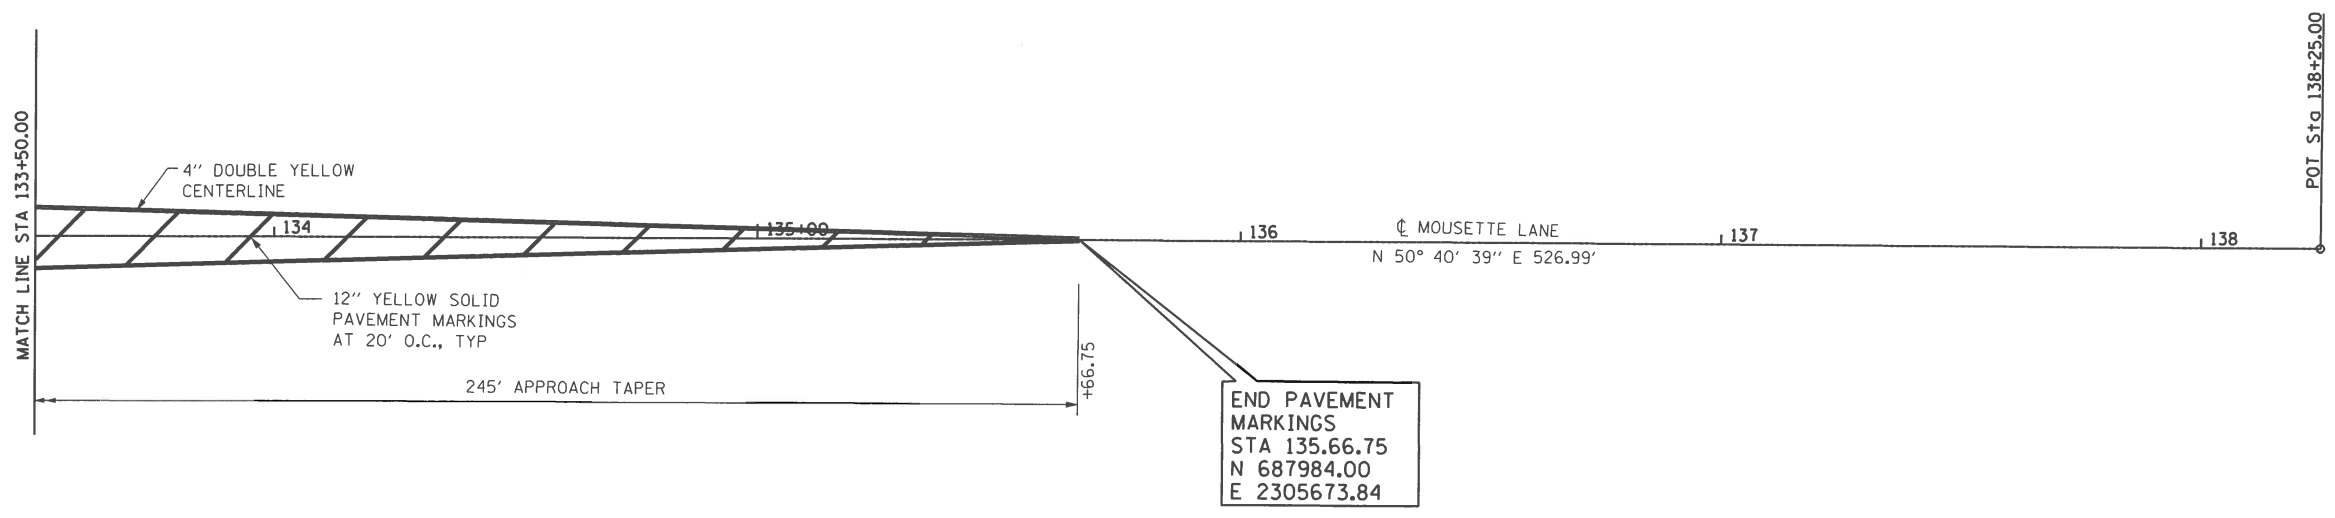 MATCH LINE STA 133+50.00
4" DOUBLE YELLOW
CENTERLINE
134
135+00
136
℄ MOUSETTE LANE
137
138
N 50° 40' 39" E 526.99'
POT Sta 138+25.00
12" YELLOW SOLID
PAVEMENT MARKINGS
AT 20' O.C., TYP
245' APPROACH TAPER
+66.75
END PAVEMENT
MARKINGS
STA 135.66.75
N 687984.00
E 2305673.84